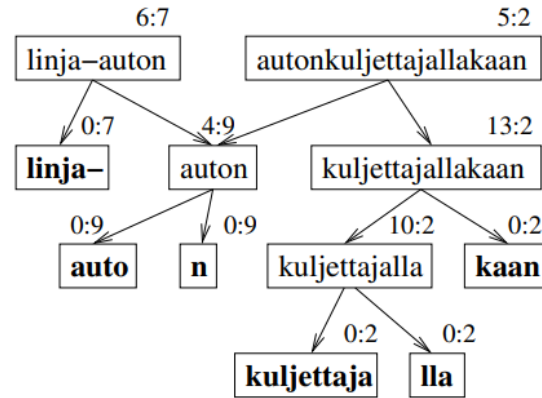 6:7 5:2
linja-auton autonkuljettajallakaan
0:7 4:9 13:2
linja- auton kuljettajallakaan
0:9 0:9 10:2 0:2
auto n kuljettajalla kaan
0:2 0:2
kuljettaja lla